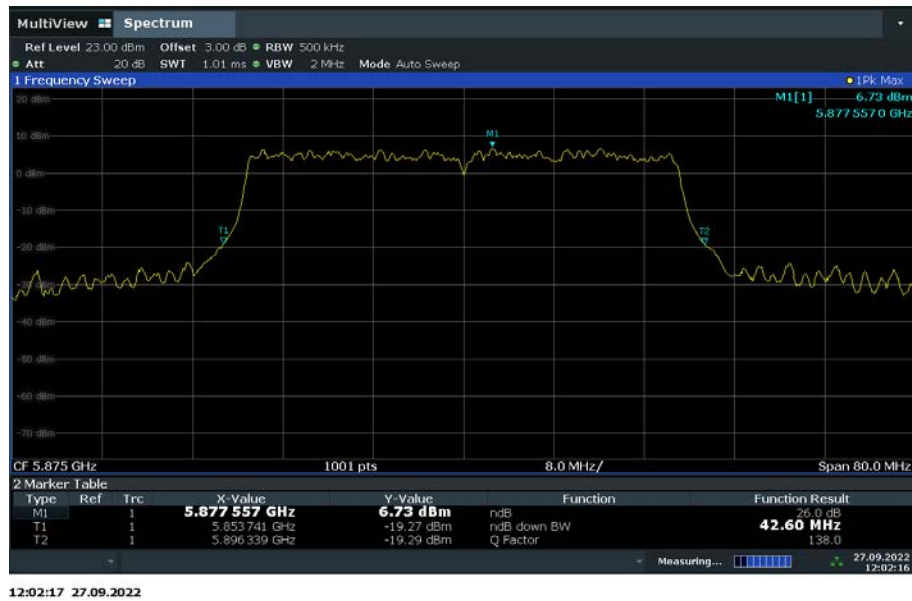 MultiView Spectrum
Ref Level 23.00 dBm Offset 3.00 dB RBW 500 kHz
Att 20 dB SWT 1.01 ms VBW 2 MHz Mode Auto Sweep
1 Frequency Sweep 1Pk Max
M1[1] 6.73 dBm
5.877 5570 GHz
20 dBm
10 dBm
M1
0 dBm
-10 dBm
T1 T2
-20 dBm
-30 dBm
-40 dBm
-50 dBm
-60 dBm
-70 dBm
CF 5.875 GHz 1001 pts 8.0 MHz/ Span 80.0 MHz
2 Marker Table
Type Ref Trc X-Value Y-Value Function Function Result
M1 1 5.877 557 GHz 6.73 dBm ndB 26.0 dB
T1 1 5.853 741 GHz -19.27 dBm ndB down BW 42.60 MHz
T2 1 5.896 339 GHz -19.29 dBm Q Factor 138.0
Measuring... 27.09.2022
12:02:16
12:02:17 27.09.2022